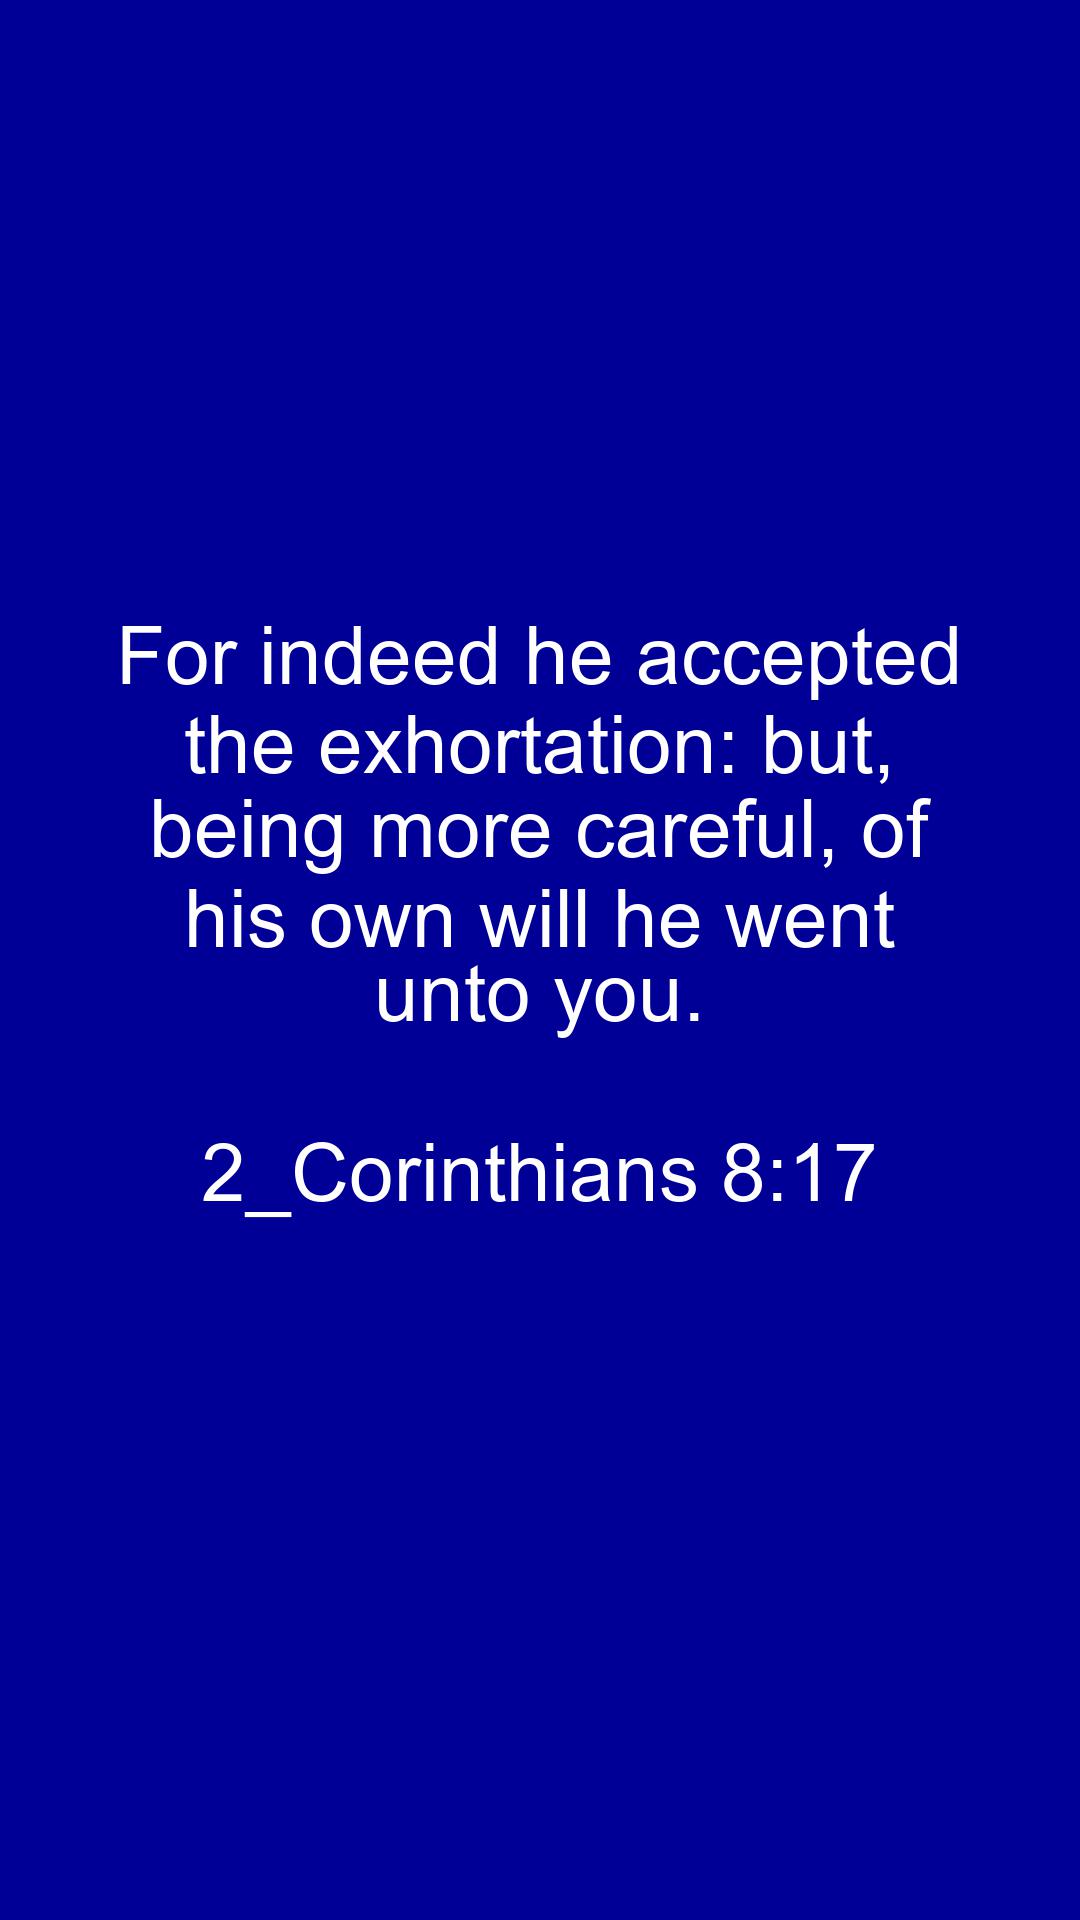 For indeed he accepted
the exhortation: but,
being more careful, of
his own will he went
unto you.
2_Corinthians 8:17